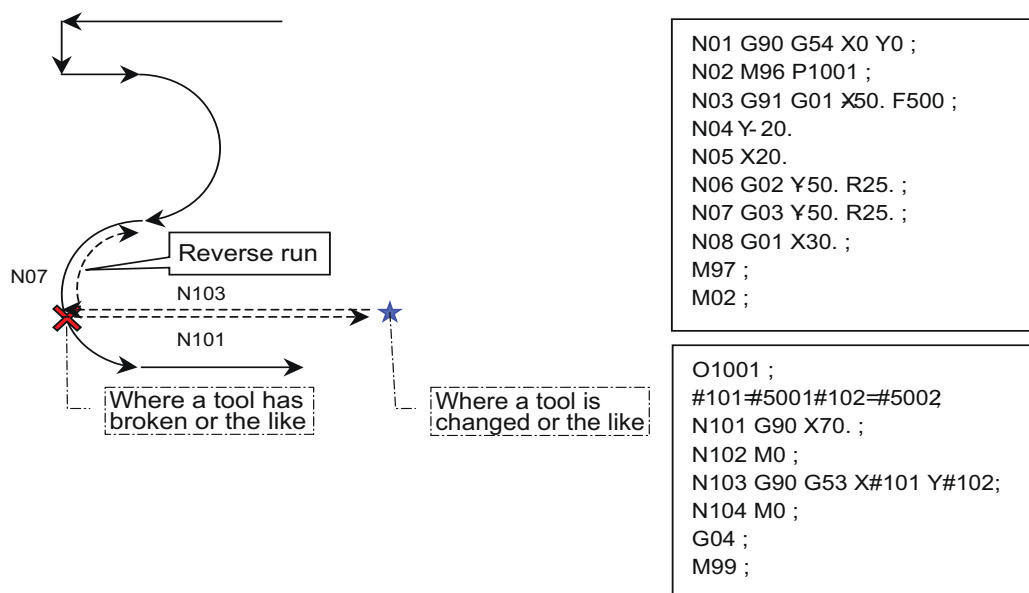 N01 G90 G54 X0 Y0 ;
N02 M96 P1001 ;
N03 G91 G01 X-50. F500 ;
N04 Y-20.
N05 X20.
N06 G02 Y-50. R25. ;
N07 G03 Y-50. R25. ;
N08 G01 X30. ;
M97 ;
M02 ;
Reverse run
N07
N103
N101
Where a tool has
broken or the like
Where a tool is
changed or the like
O1001 ;
#101=#5001#102=#5002;
N101 G90 X70. ;
N102 M0 ;
N103 G90 G53 X#101 Y#102;
N104 M0 ;
G04 ;
M99 ;